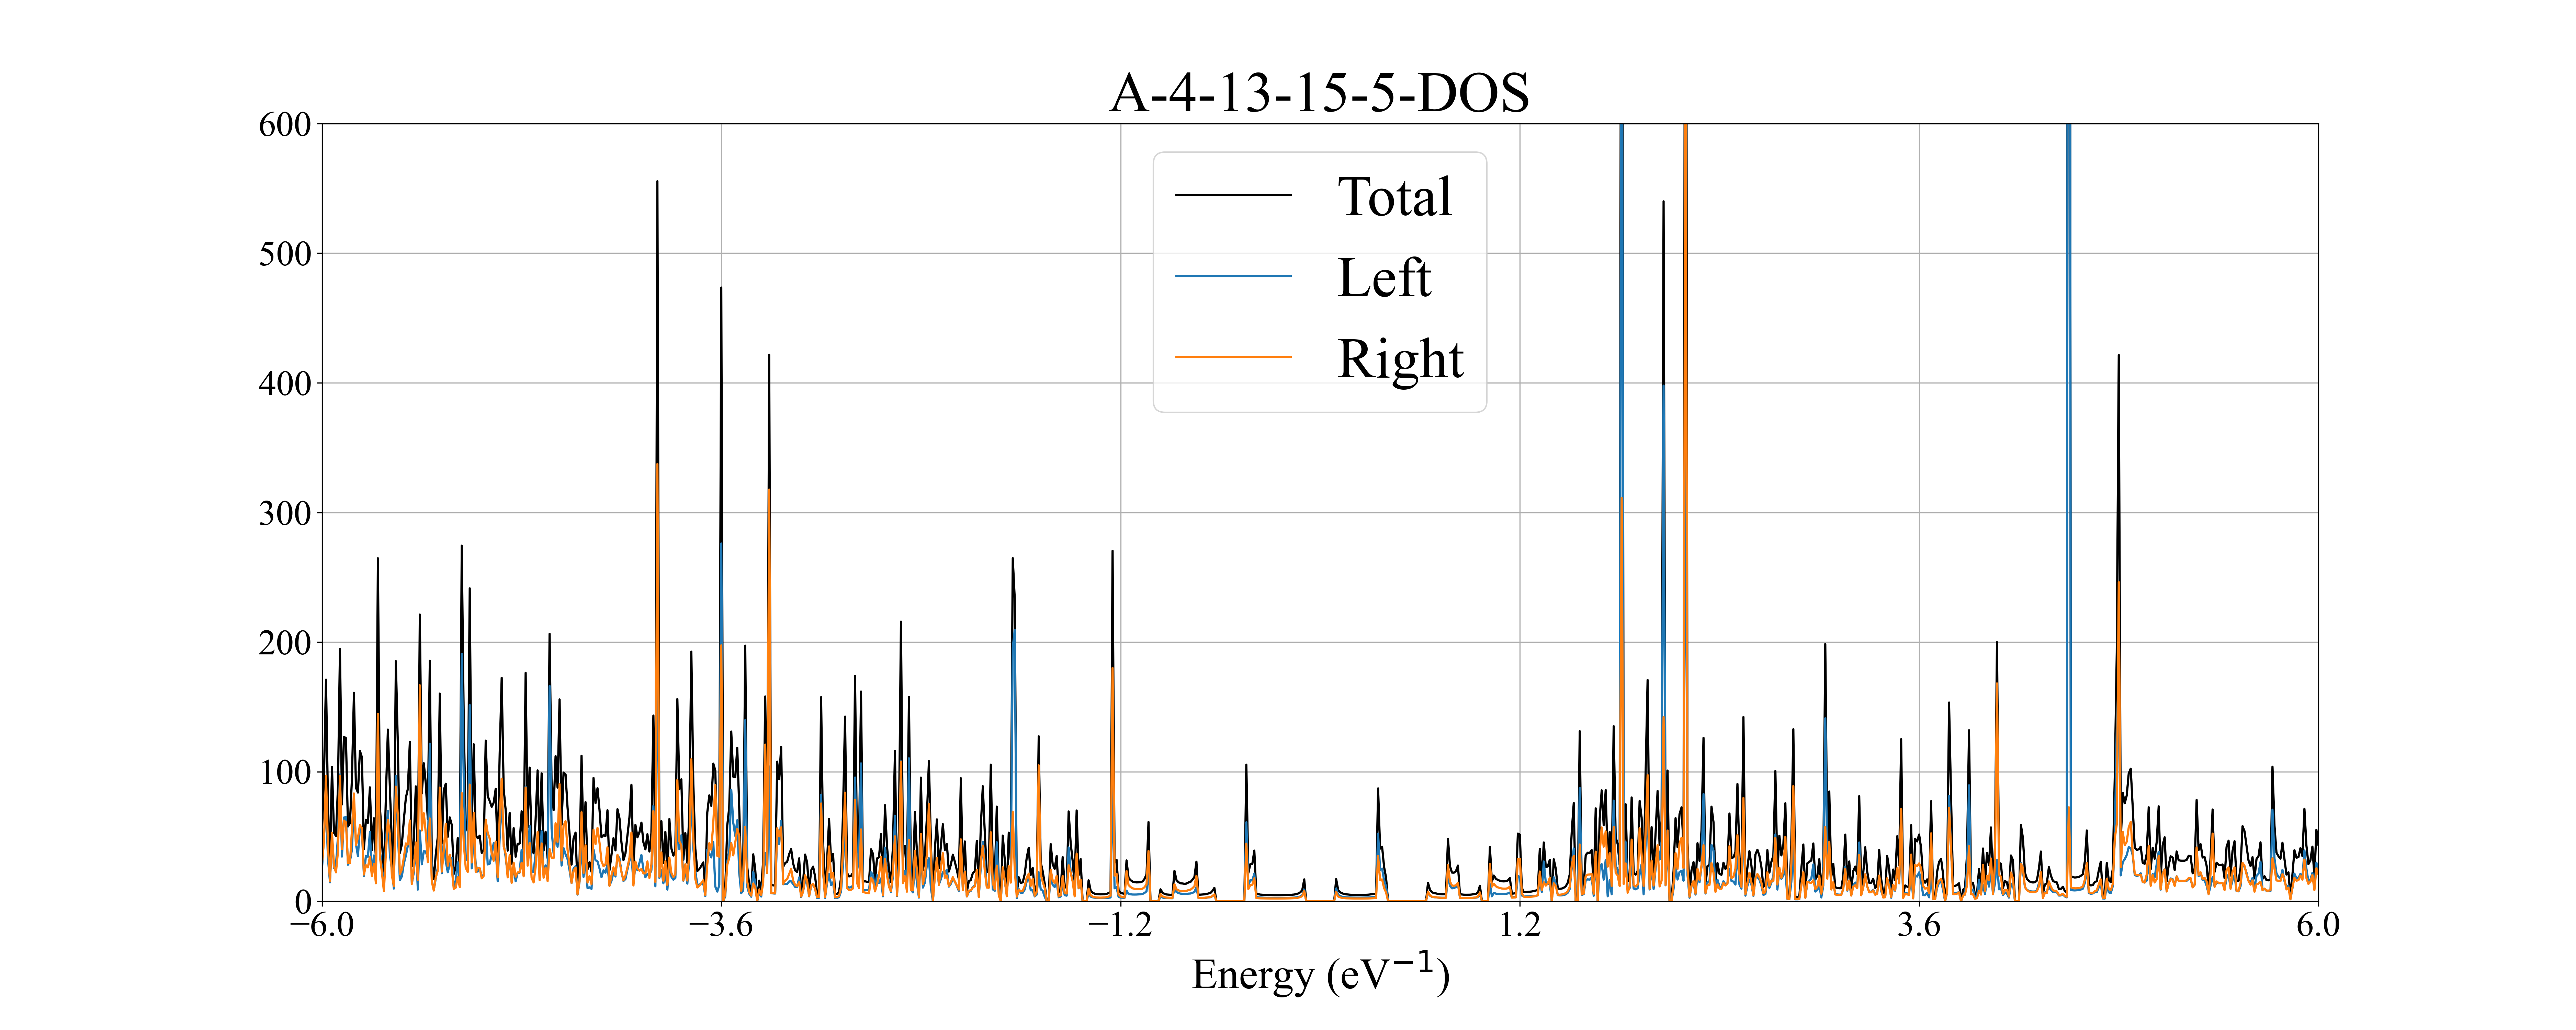 A-4-13-15-5-DOS
600
500
400
300
200
100
0
Total
Left
Right
−6.0 −3.6 −1.2 1.2 3.6 6.0
Energy (eV⁻¹)